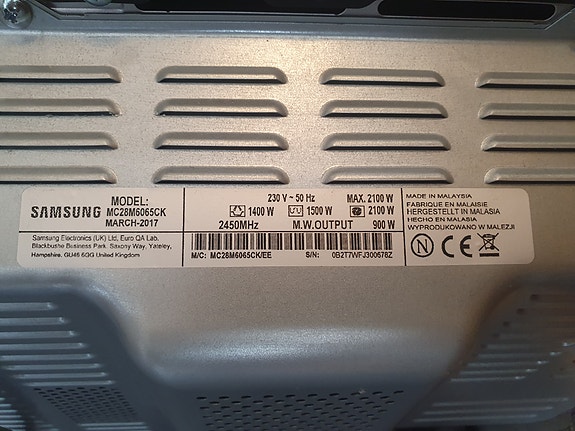 SAMSUNG
MODEL:
MC28M6065CK
MARCH-2017
Samsung Electronics (UK) Ltd, Euro QA Lab.
Blackbushe Business Park. Saxony Way, Yateley,
Hampshire. GU46 6GG United Kingdom
230 V ~ 50 Hz MAX. 2100 W
1400 W 1500 W 2100 W
2450MHz M.W.OUTPUT 900 W
M/C: MC28M6065CK/EE S/N: 0B2T7WFJ300678Z
MADE IN MALAYSIA
FABRIQUE EN MALAISIE
HERGESTELLT IN MALASIA
HECHO EN MALASIA
WYPRODUKOWANO W MALEZJI
N CE